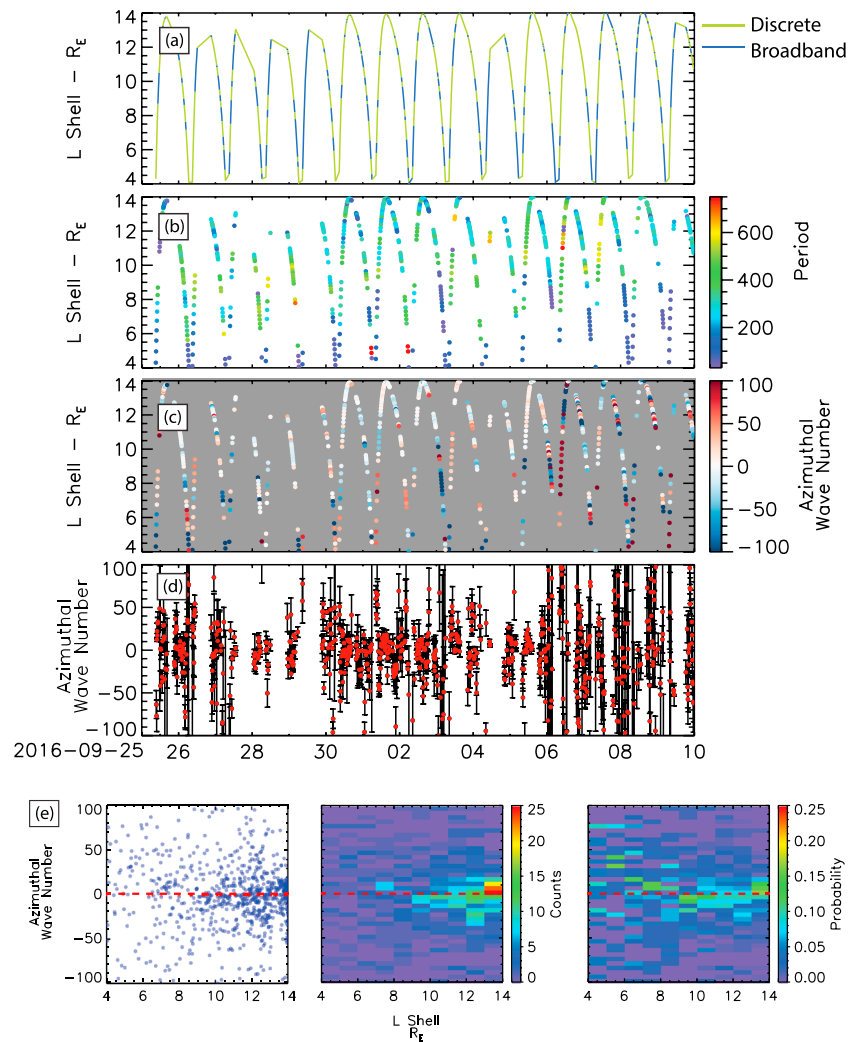 (a)
14
12
10
8
6
4
L Shell – R_E
Discrete
Broadband
(b)
14
12
10
8
6
4
L Shell – R_E
600
400
200
Period
(c)
14
12
10
8
6
4
L Shell – R_E
100
50
0
-50
-100
Azimuthal
Wave Number
(d)
100
50
0
-50
-100
Azimuthal
Wave Number
2016-09-25
26 28 30 02 04 06 08 10
(e)
100
50
0
-50
-100
Azimuthal
Wave Number
4 6 8 10 12 14
4 6 8 10 12 14
25
20
15
10
5
0
Counts
4 6 8 10 12 14
0.25
0.20
0.15
0.10
0.05
0.00
Probability
L Shell
R_E